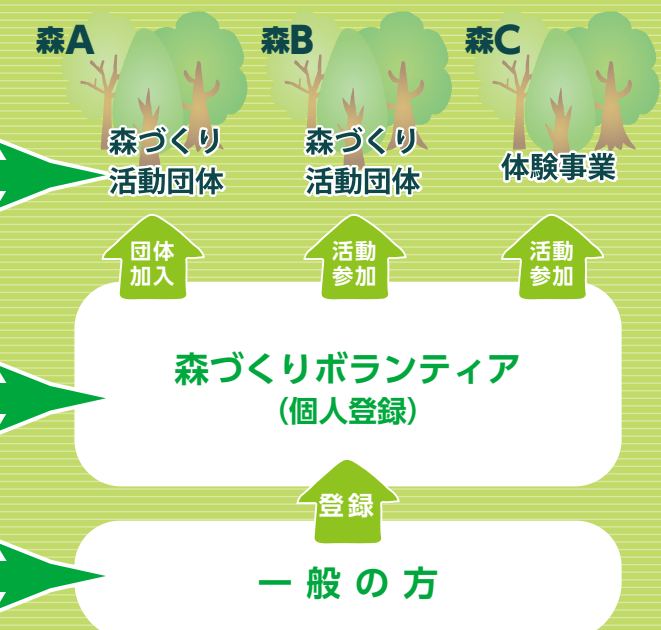 森A
森B
森C
森づくり
活動団体
森づくり
活動団体
体験事業
団体
加入
活動
参加
活動
参加
森づくりボランティア
(個人登録)
登録
一般の方